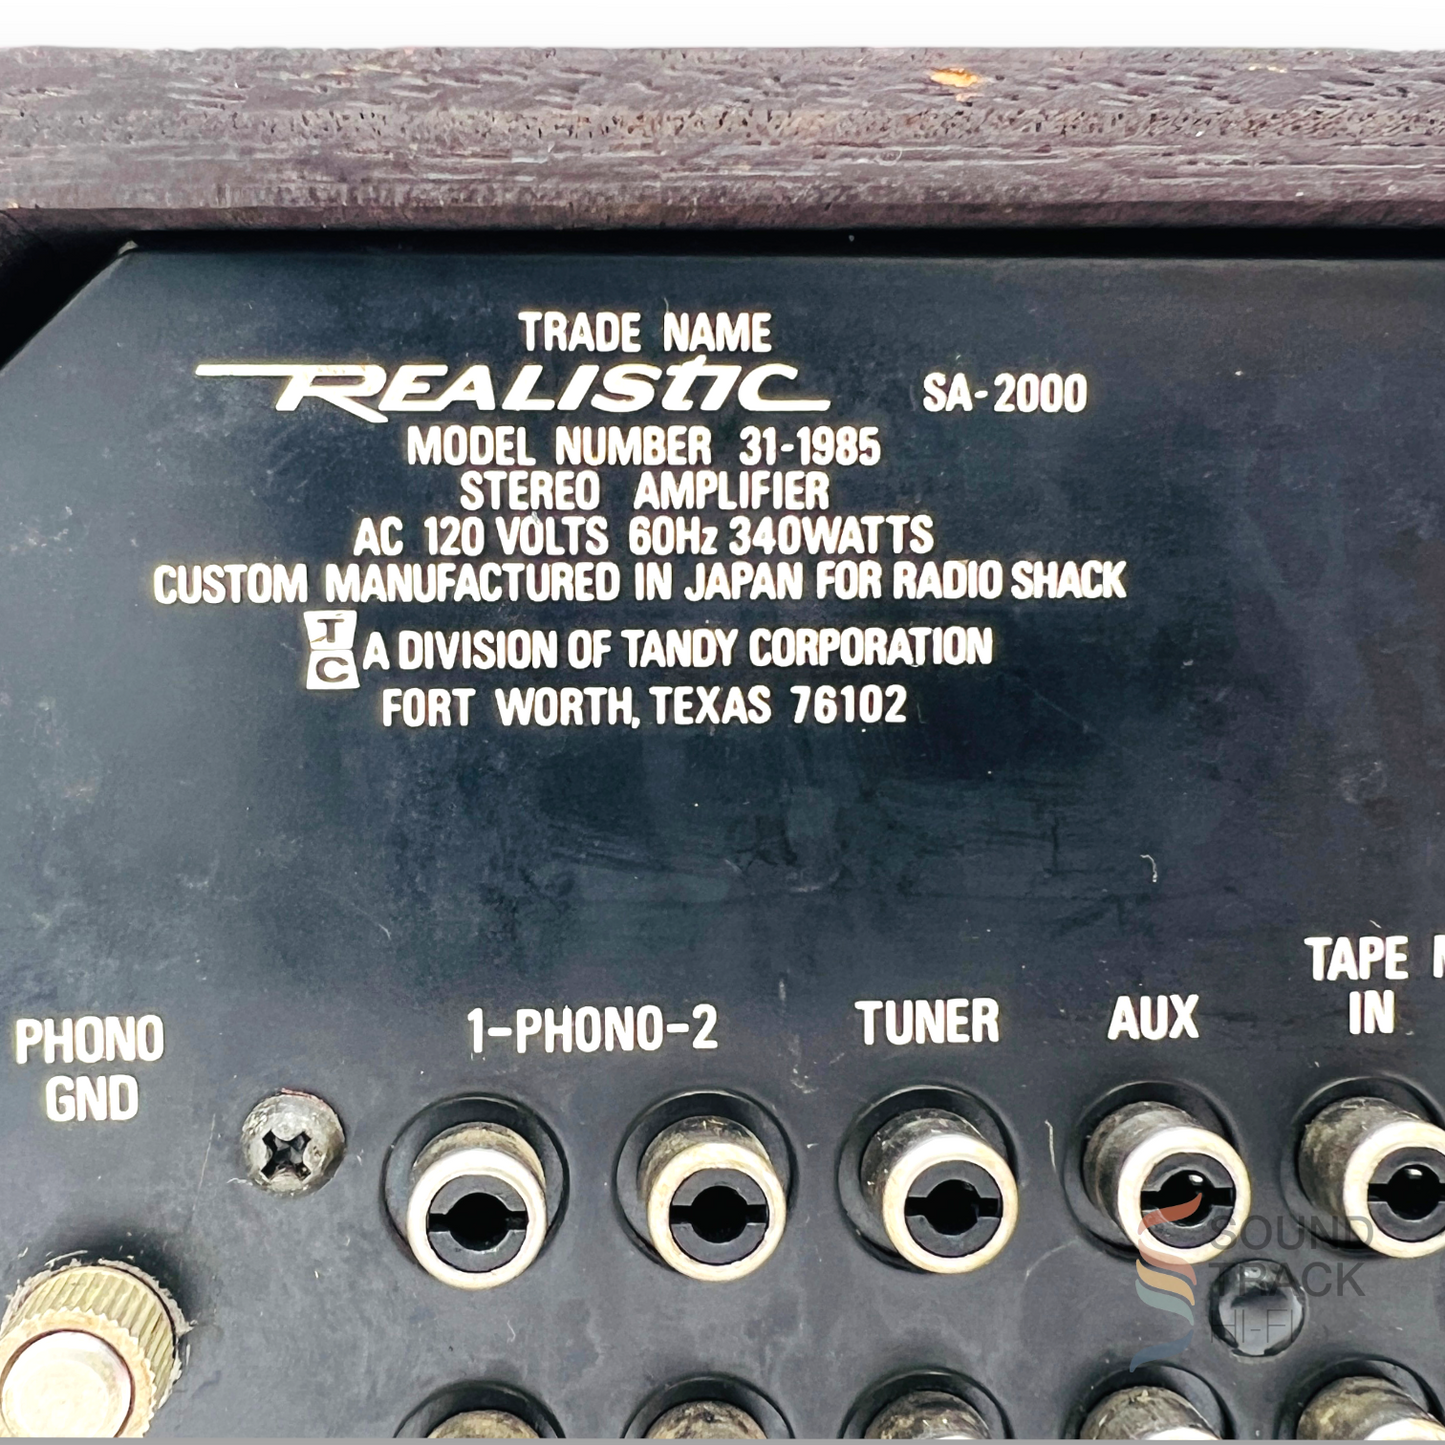 TRADE NAME
REALISTIC SA-2000
MODEL NUMBER 31-1985
STEREO AMPLIFIER
AC 120 VOLTS 60Hz 340WATTS
CUSTOM MANUFACTURED IN JAPAN FOR RADIO SHACK
TC A DIVISION OF TANDY CORPORATION
FORT WORTH, TEXAS 76102
PHONO
GND
1-PHONO-2
TUNER
AUX
TAPE
IN
SOUND
TRACK
HI-FI